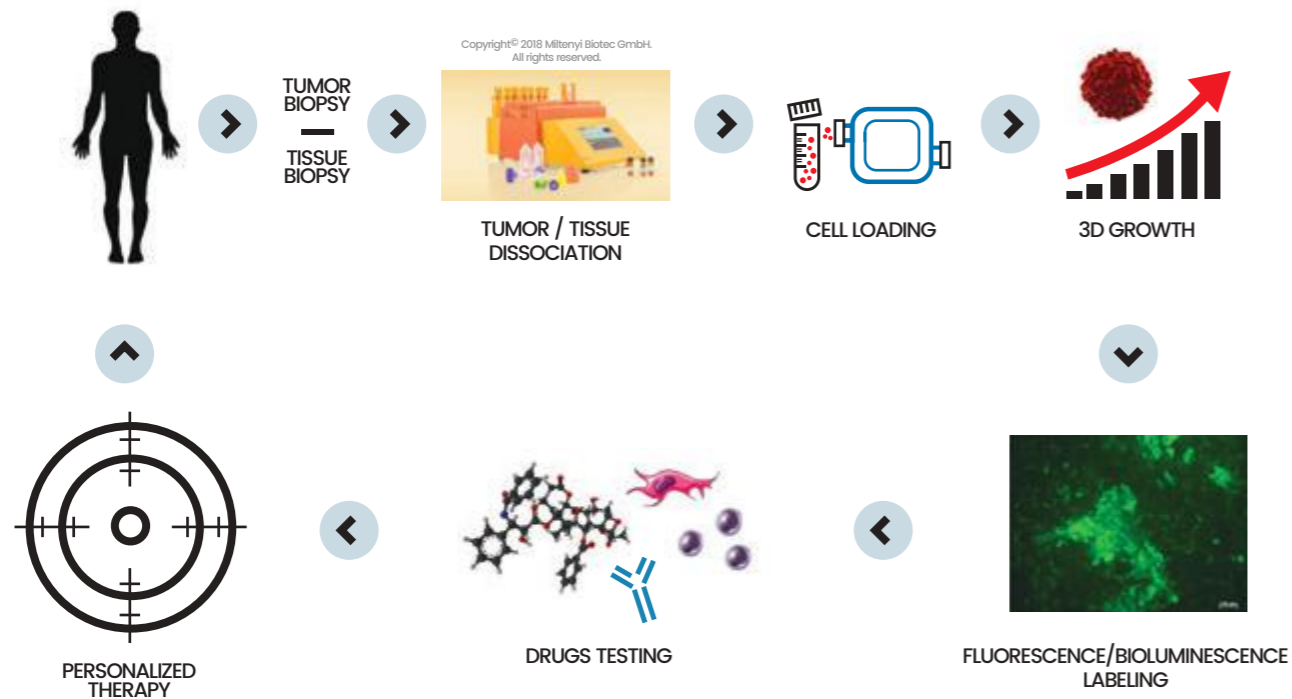 Copyright© 2018 Miltenyi Biotec GmbH.
All rights reserved.
TUMOR
BIOPSY
TISSUE
BIOPSY
TUMOR / TISSUE
DISSOCIATION
CELL LOADING
3D GROWTH
PERSONALIZED
THERAPY
DRUGS TESTING
FLUORESCENCE/BIOLUMINESCENCE
LABELING